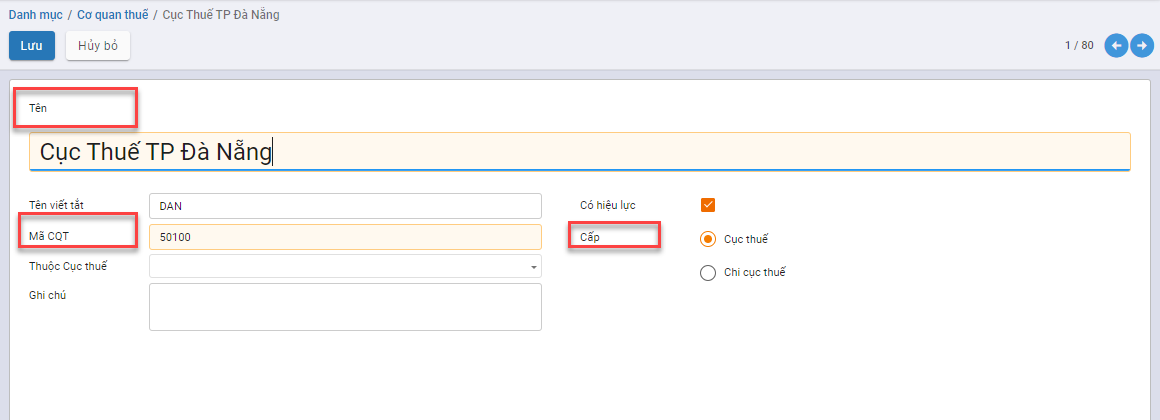 Danh mục / Cơ quan thuế / Cục Thuế TP Đà Nẵng
Lưu
Hủy bỏ
1 / 80
Tên
Cục Thuế TP Đà Nẵng
Tên viết tắt
DAN
Có hiệu lực
Mã CQT
50100
Cấp
Cục thuế
Thuộc Cục thuế
Chi cục thuế
Ghi chú